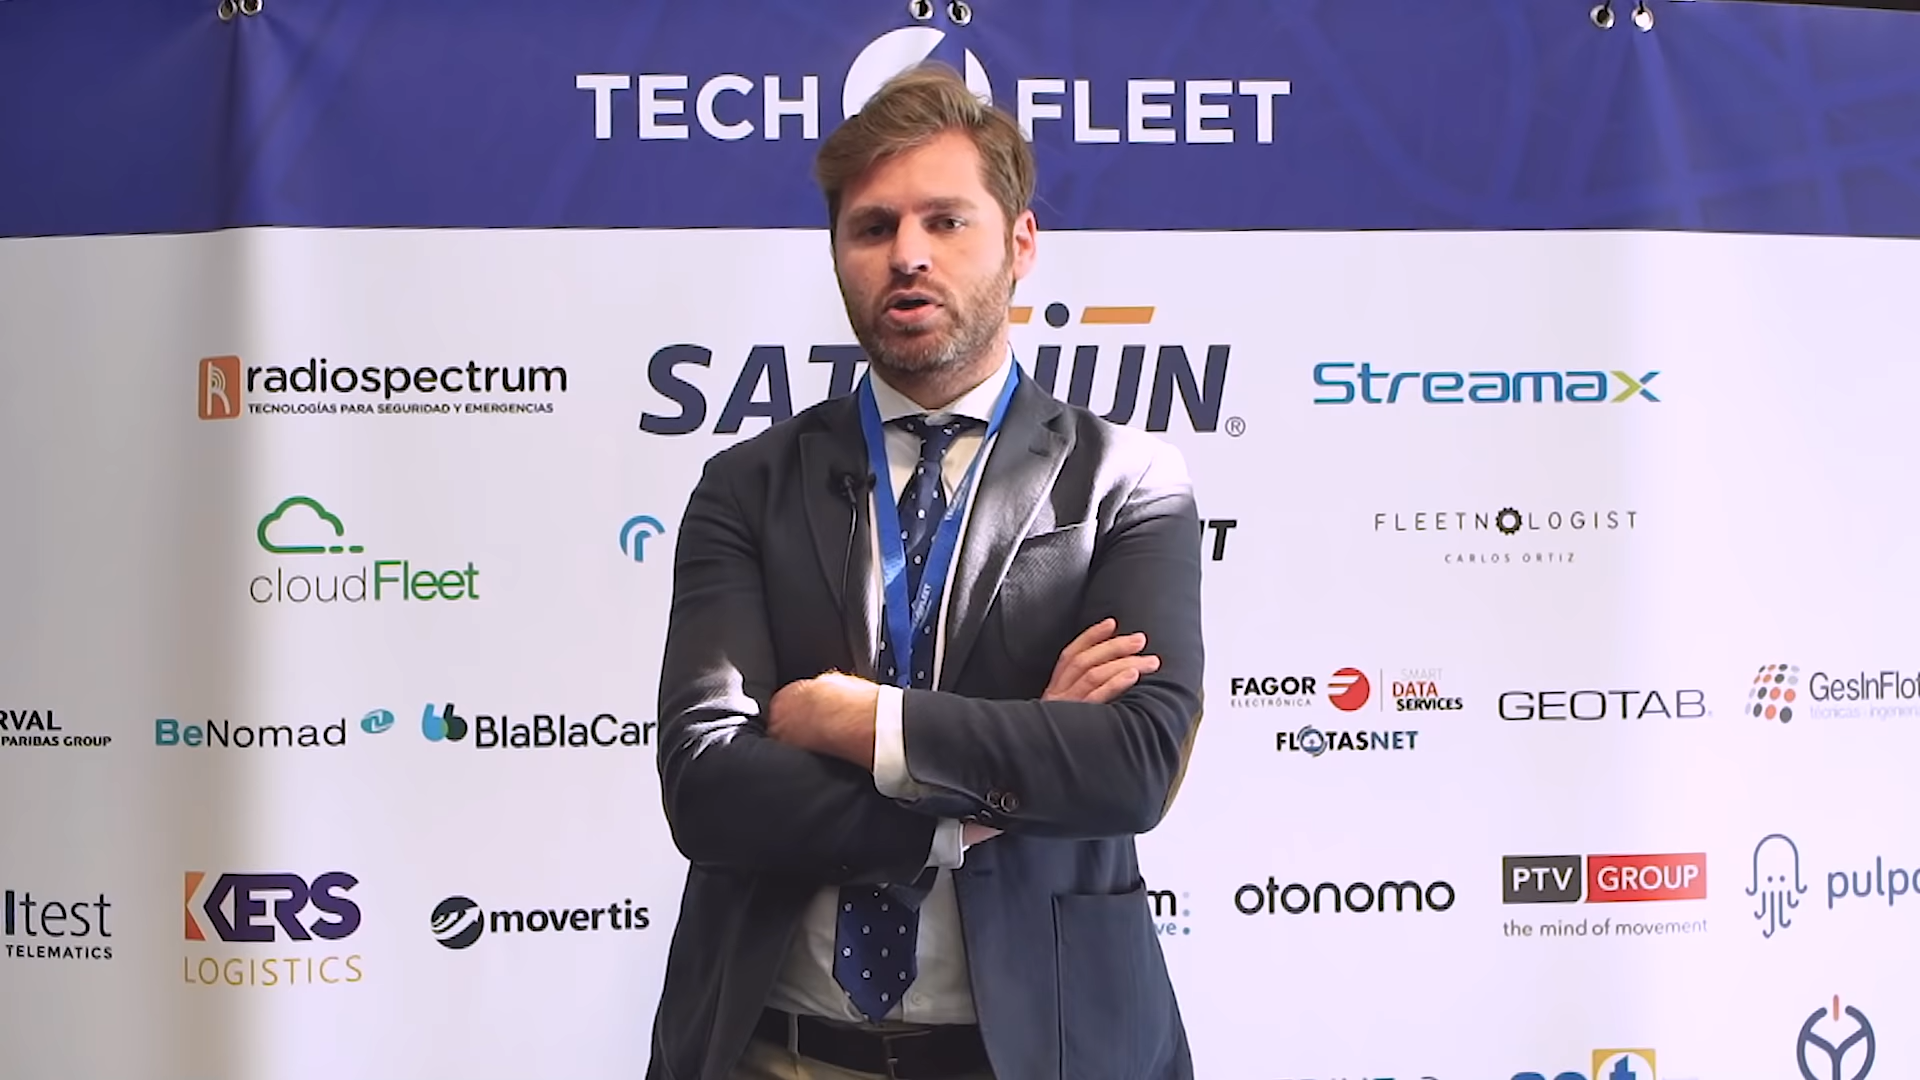 TECH FLEET
radiospectrum
TECNOLOGÍAS PARA SEGURIDAD Y EMERGENCIAS
®
Streamax
cloudFleet
FLEETNOLOGIST
CARLOS ORTIZ
RVAL
PARIBAS GROUP
BeNomad
BlaBlaCar
FAGOR
ELECTRÓNICA
SMART
DATA
SERVICES
FLOTASNET
GEOTAB
GesInFlot
ltest
TELEMATICS
KERS
LOGISTICS
movertis
otonomo
PTV GROUP
the mind of movement
pulpo